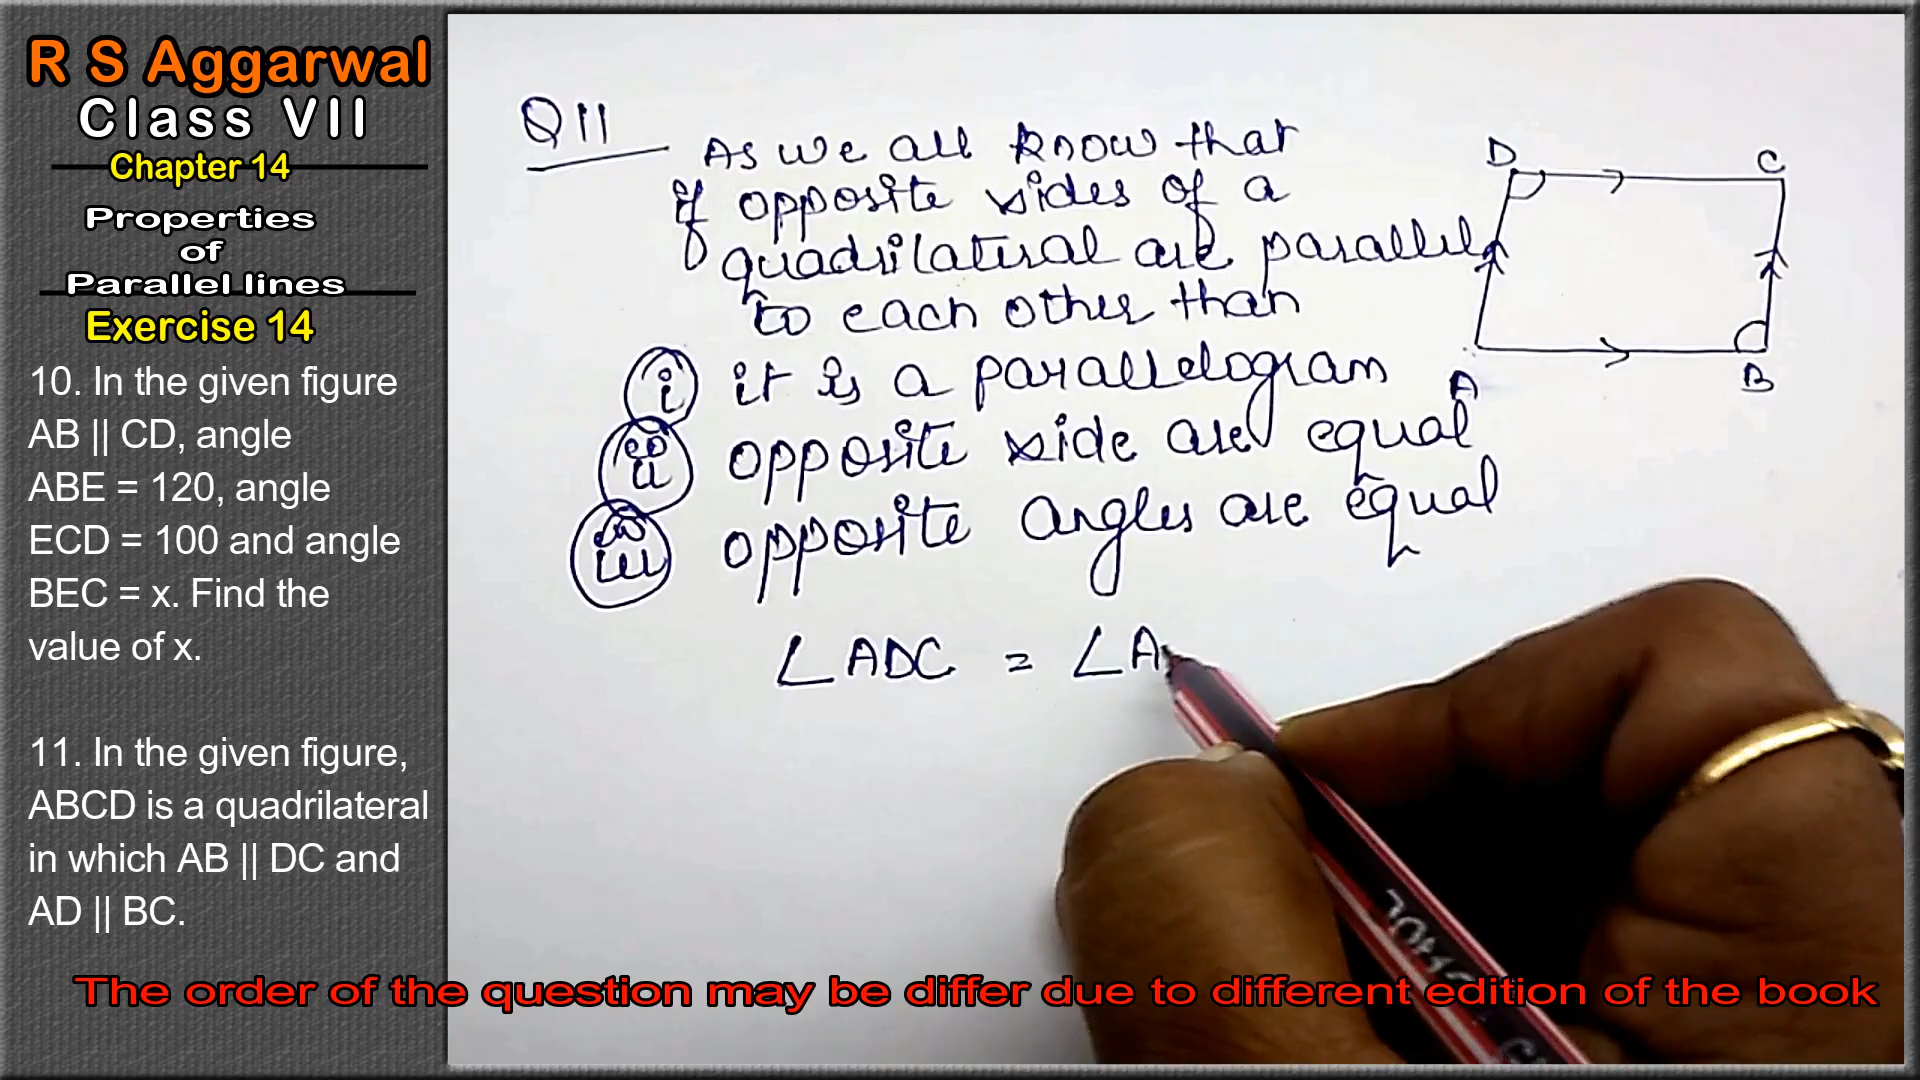 R S Aggarwal
Class VII
Chapter 14
Properties
of
Parallel lines
Exercise 14
10. In the given figure
AB || CD, angle
ABE = 120, angle
ECD = 100 and angle
BEC = x. Find the
value of x.
11. In the given figure,
ABCD is a quadrilateral
in which AB || DC and
AD || BC.
Q11
As we all know that
if opposite sides of a
quadrilateral are parallel
to each other than
i it is a parallelogram
ii opposite side are equal
iii opposite angles are equal
∠ADC = ∠A
D C
A B
The order of the question may be differ due to different edition of the book